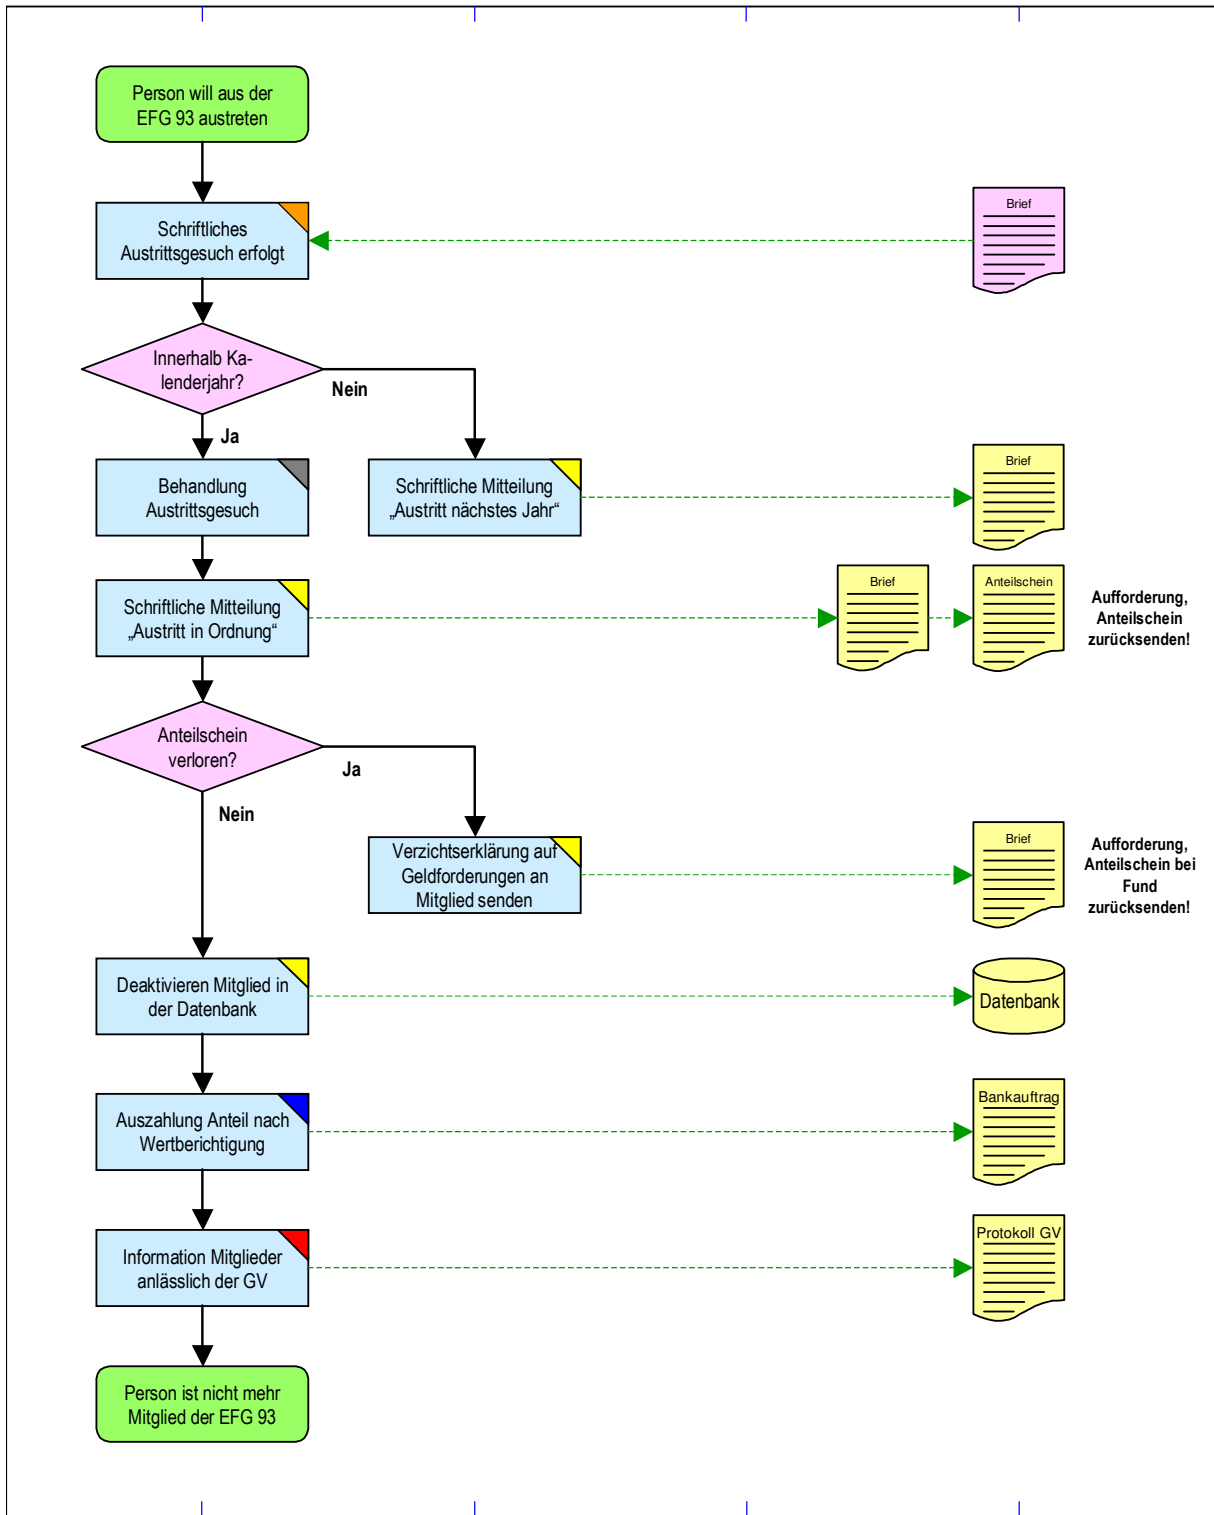 Person will aus der
EFG 93 austreten
Schriftliches
Austrittsgesuch erfolgt
Brief
Innerhalb Ka-
lenderjahr?
Nein
Ja
Behandlung
Austrittsgesuch
Schriftliche Mitteilung
„Austritt nächstes Jahr“
Brief
Schriftliche Mitteilung
„Austritt in Ordnung“
Brief
Anteilschein
Aufforderung,
Anteilschein
zurücksenden!
Anteilschein
verloren?
Ja
Nein
Verzichtserklärung auf
Geldforderungen an
Mitglied senden
Brief
Aufforderung,
Anteilschein bei
Fund
zurücksenden!
Deaktivieren Mitglied in
der Datenbank
Datenbank
Auszahlung Anteil nach
Wertberichtigung
Bankauftrag
Information Mitglieder
anlässlich der GV
Protokoll GV
Person ist nicht mehr
Mitglied der EFG 93